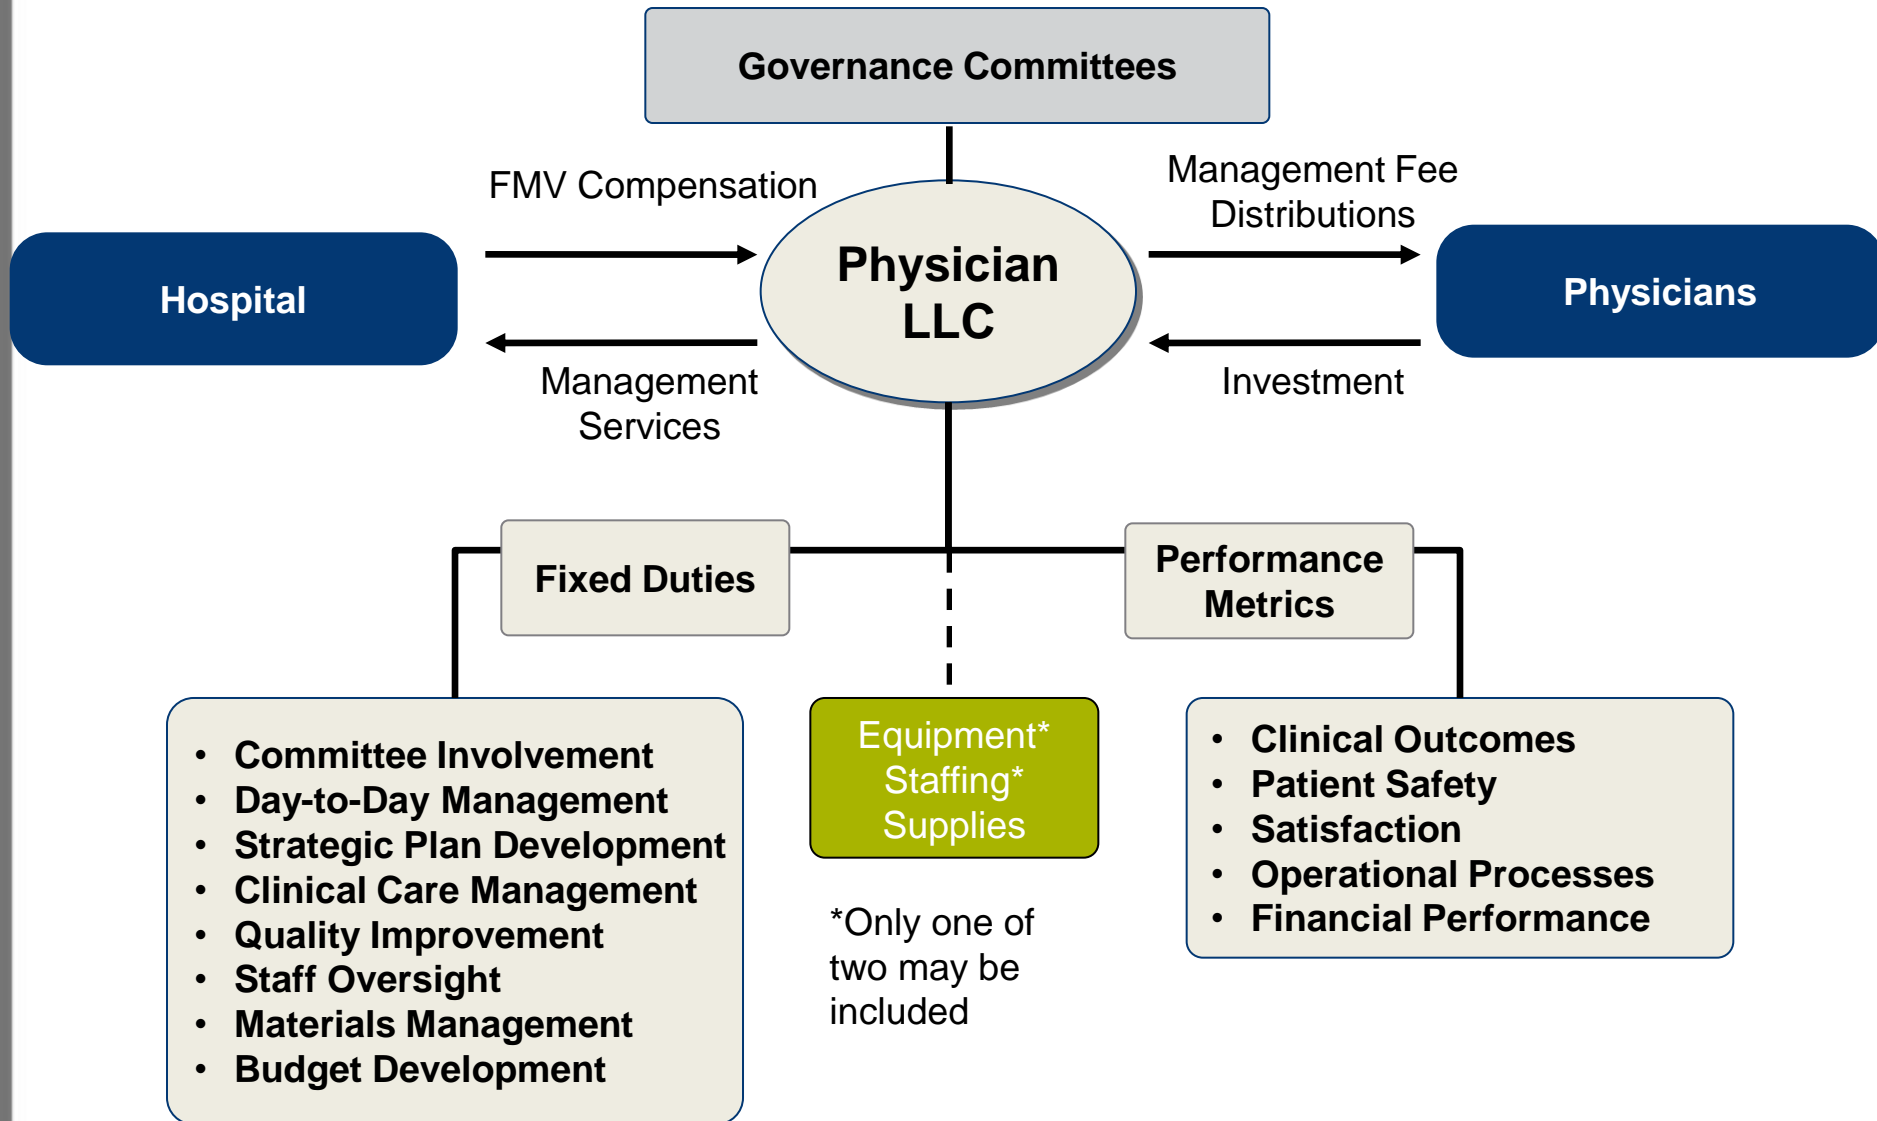 Governance Committees
FMV Compensation
Management Fee
Distributions
Hospital
Physician
LLC
Physicians
Management
Services
Investment
Fixed Duties
Performance
Metrics
• Committee Involvement
• Day-to-Day Management
• Strategic Plan Development
• Clinical Care Management
• Quality Improvement
• Staff Oversight
• Materials Management
• Budget Development
Equipment*
Staffing*
Supplies
*Only one of
two may be
included
• Clinical Outcomes
• Patient Safety
• Satisfaction
• Operational Processes
• Financial Performance